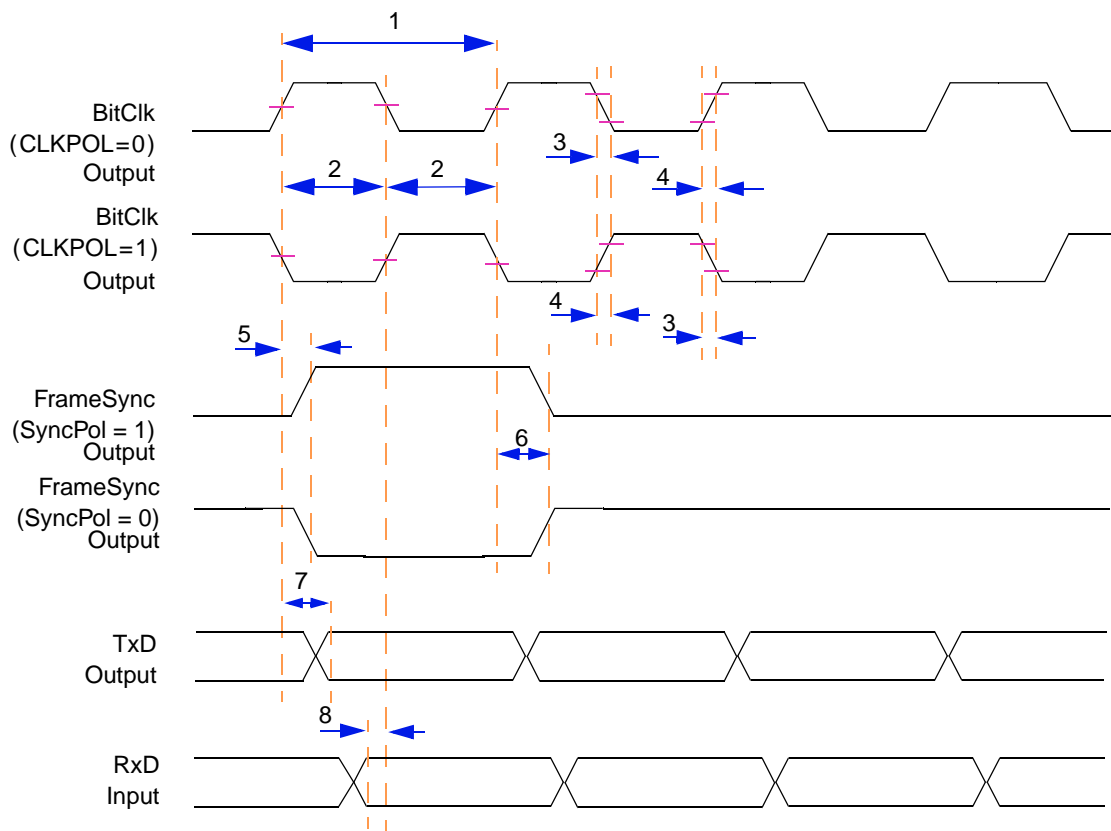 1
BitClk
(CLKPOL=0)
Output
3
2
2
4
BitClk
(CLKPOL=1)
Output
4
3
5
FrameSync
(SyncPol = 1)
Output
6
FrameSync
(SyncPol = 0)
Output
7
TxD
Output
8
RxD
Input